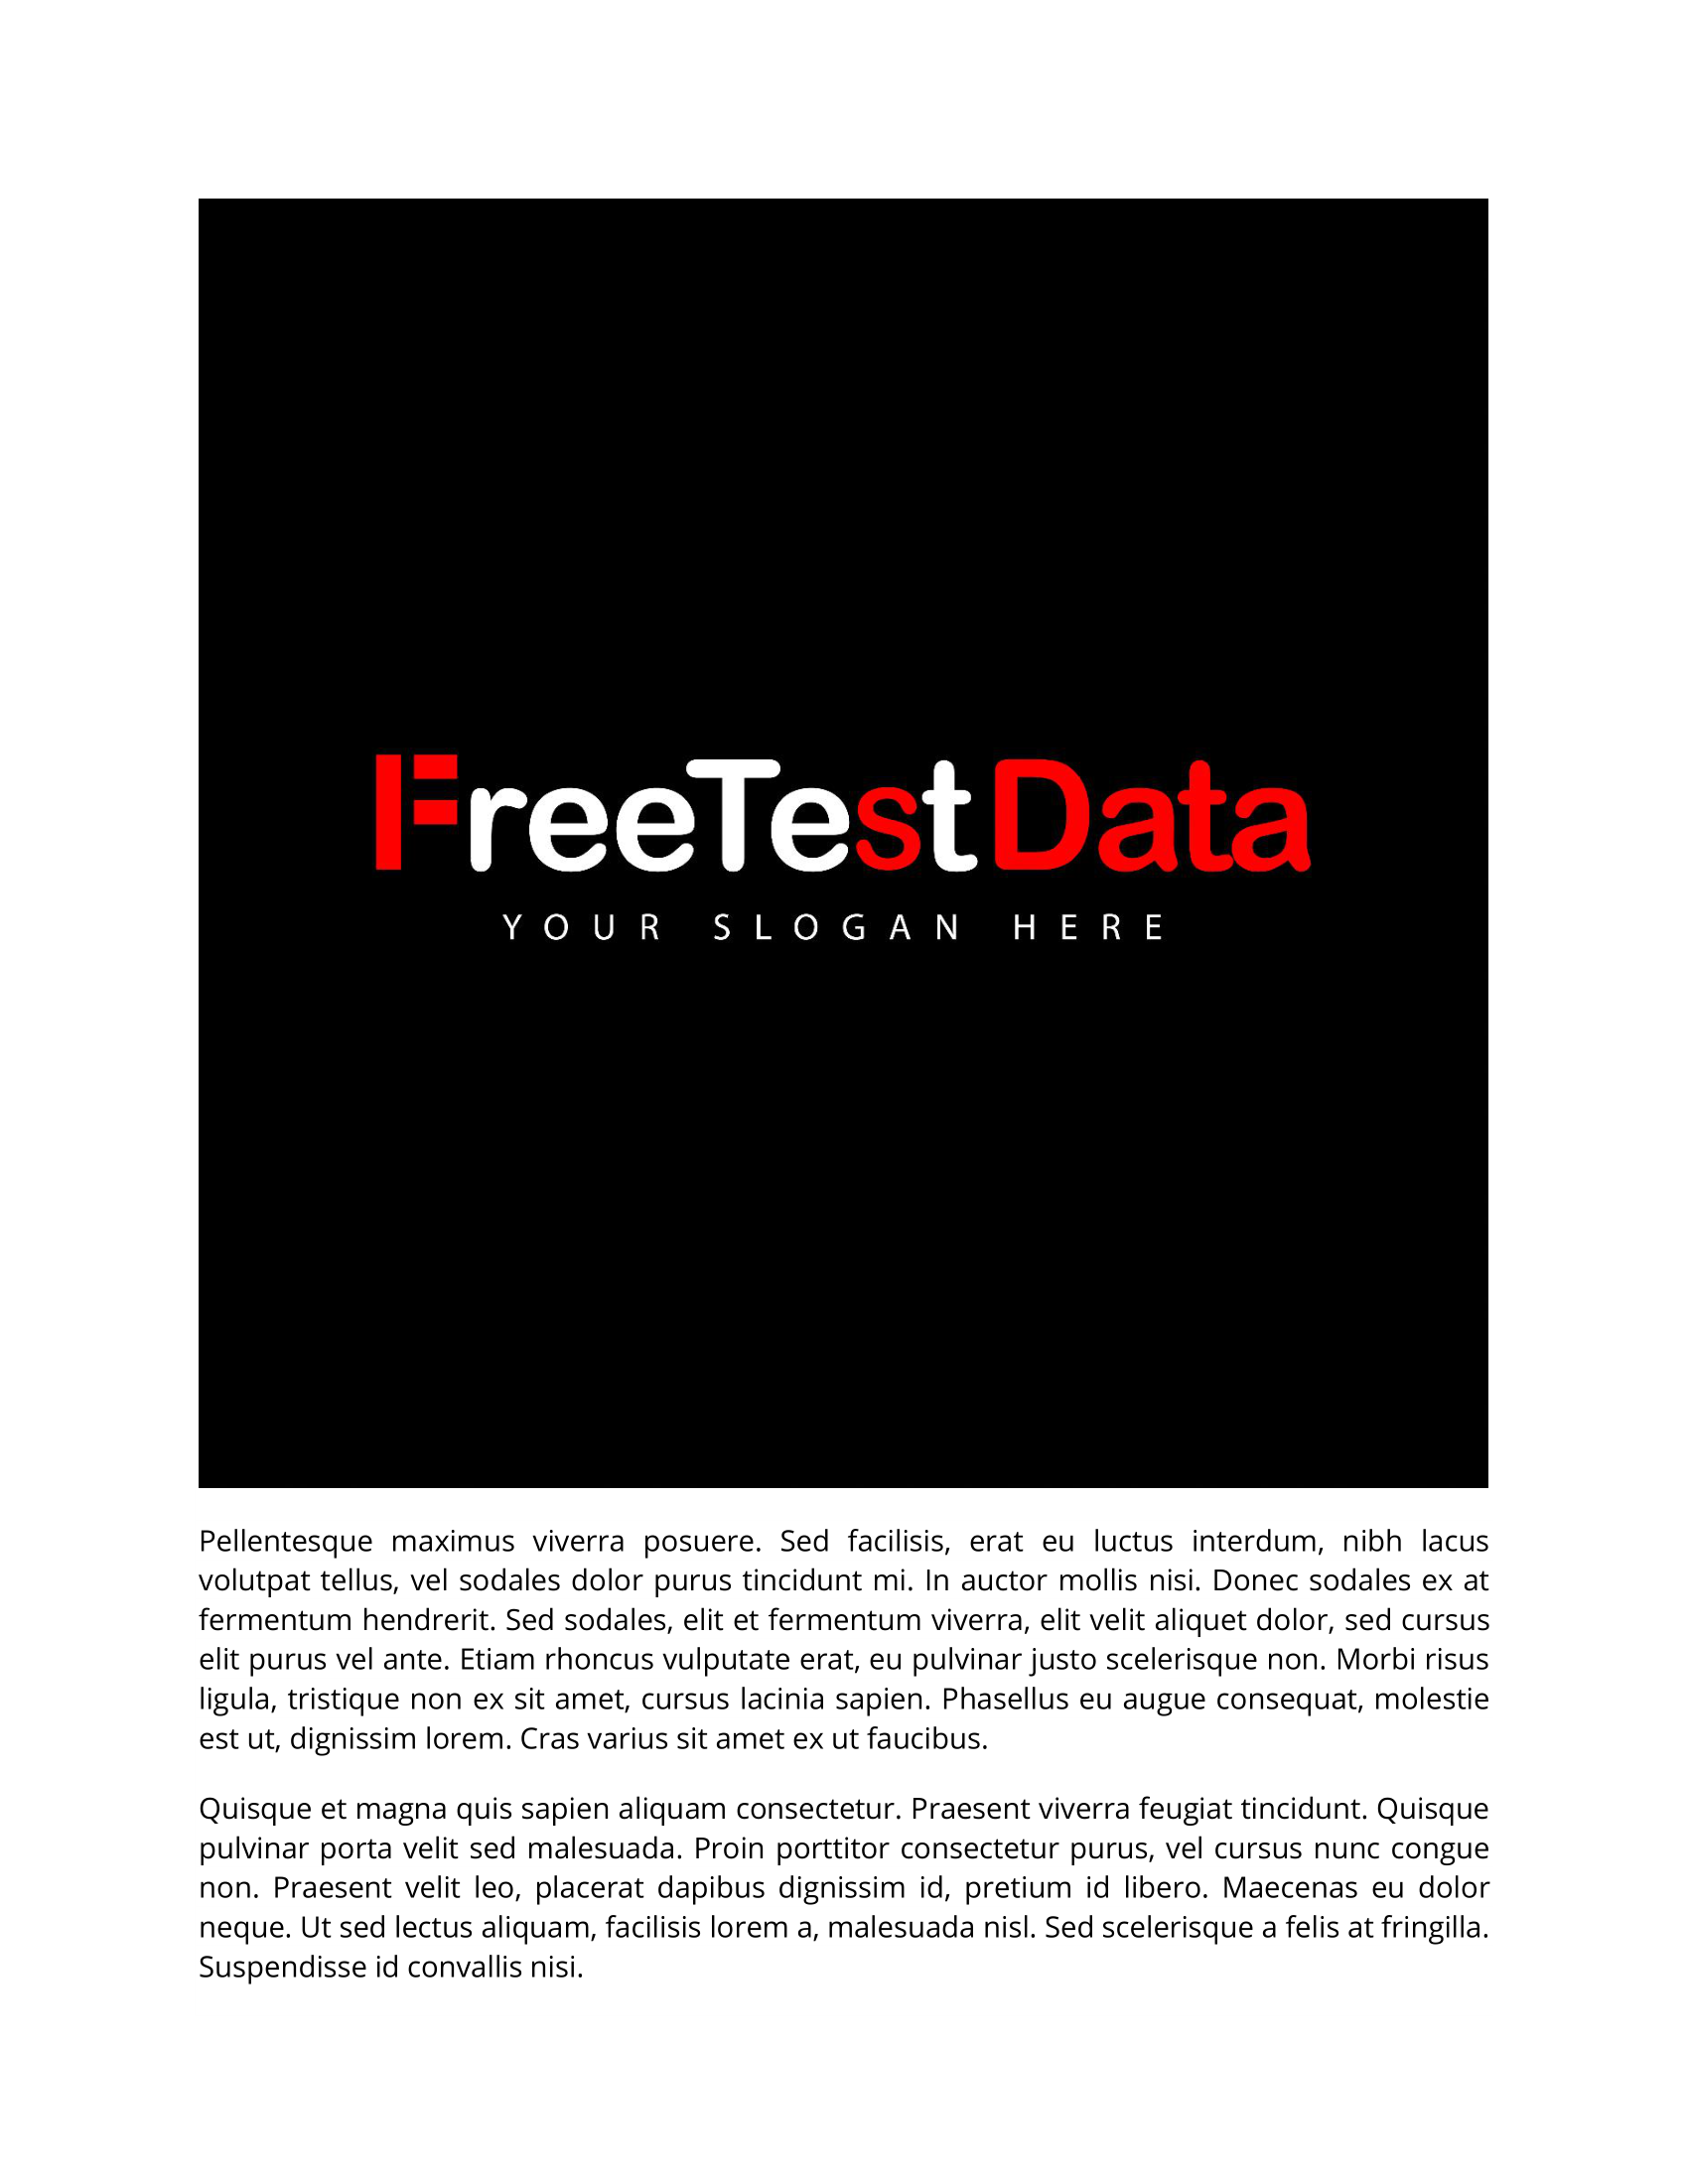 FreeTestData
YOUR SLOGAN HERE
Pellentesque maximus viverra posuere. Sed facilisis, erat eu luctus interdum, nibh lacus
volutpat tellus, vel sodales dolor purus tincidunt mi. In auctor mollis nisi. Donec sodales ex at
fermentum hendrerit. Sed sodales, elit et fermentum viverra, elit velit aliquet dolor, sed cursus
elit purus vel ante. Etiam rhoncus vulputate erat, eu pulvinar justo scelerisque non. Morbi risus
ligula, tristique non ex sit amet, cursus lacinia sapien. Phasellus eu augue consequat, molestie
est ut, dignissim lorem. Cras varius sit amet ex ut faucibus.
Quisque et magna quis sapien aliquam consectetur. Praesent viverra feugiat tincidunt. Quisque
pulvinar porta velit sed malesuada. Proin porttitor consectetur purus, vel cursus nunc congue
non. Praesent velit leo, placerat dapibus dignissim id, pretium id libero. Maecenas eu dolor
neque. Ut sed lectus aliquam, facilisis lorem a, malesuada nisl. Sed scelerisque a felis at fringilla.
Suspendisse id convallis nisi.